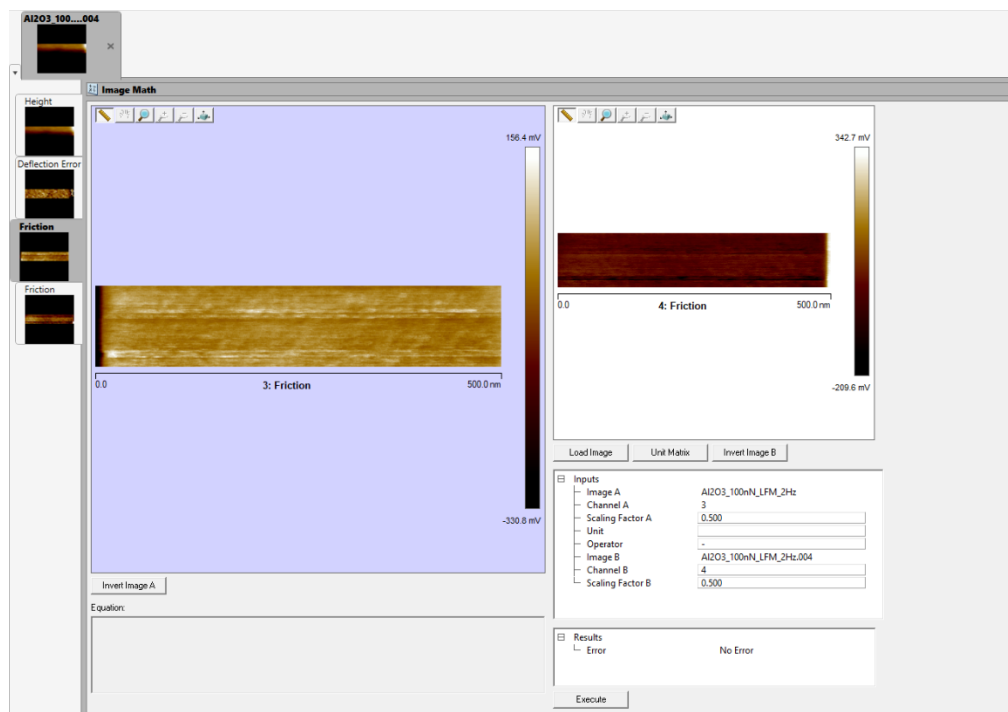 Al2O3_100....004
Image Math
Height
Deflection Error
Friction
Friction
156.4 mV
-330.8 mV
0.0
3: Friction
500.0 nm
342.7 mV
-209.6 mV
0.0
4: Friction
500.0 nm
Load Image
Unit Matrix
Invert Image B
Inputs
Image A Al2O3_100nN_LFM_2Hz
Channel A 3
Scaling Factor A 0.500
Unit
Operator -
Image B Al2O3_100nN_LFM_2Hz.004
Channel B 4
Scaling Factor B 0.500
Invert Image A
Equation:
Results
Error No Error
Execute